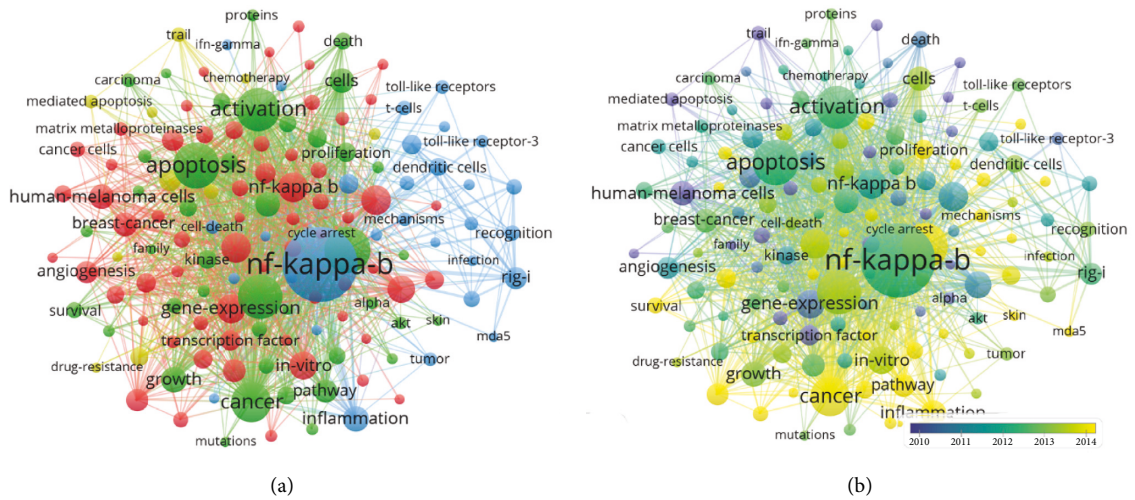 proteins
trail
ifn-gamma
death
chemotherapy
cells
carcinoma
toll-like receptors
mediated apoptosis
activation
t-cells
matrix metalloproteinases
toll-like receptor-3
cancer cells
proliferation
apoptosis
dendritic cells
human-melanoma cells
nf-kappa b
breast-cancer
mechanisms
cell-death
cycle arrest
recognition
family
nf-kappa-b
kinase
infection
angiogenesis
rig-i
survival
gene-expression
alpha
akt
skin
transcription factor
mda5
drug-resistance
in-vitro
tumor
growth
pathway
cancer
inflammation
mutations
(a)
proteins
trail
ifn-gamma
death
chemotherapy
cells
carcinoma
toll-like receptors
mediated apoptosis
activation
t-cells
matrix metalloproteinases
toll-like receptor-3
cancer cells
proliferation
apoptosis
dendritic cells
human-melanoma cells
nf-kappa b
breast-cancer
mechanisms
cell-death
cycle arrest
recognition
family
nf-kappa-b
kinase
infection
angiogenesis
rig-i
survival
gene-expression
alpha
akt
skin
transcription factor
mda5
drug-resistance
in-vitro
tumor
growth
pathway
cancer
inflammation
mutations
2010 2011 2012 2013 2014
(b)